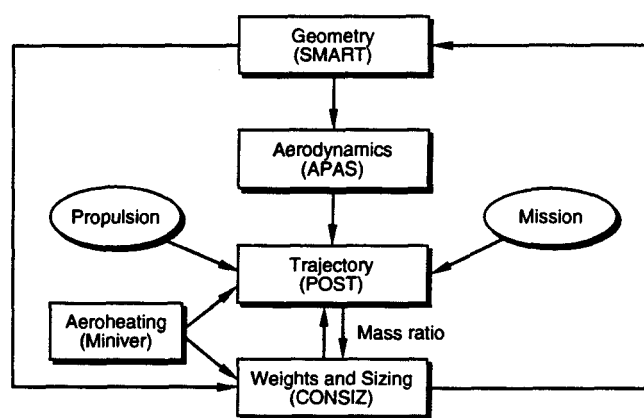 Geometry
(SMART)
Aerodynamics
(APAS)
Propulsion
Mission
Trajectory
(POST)
Aeroheating
(Miniver)
Mass ratio
Weights and Sizing
(CONSIZ)